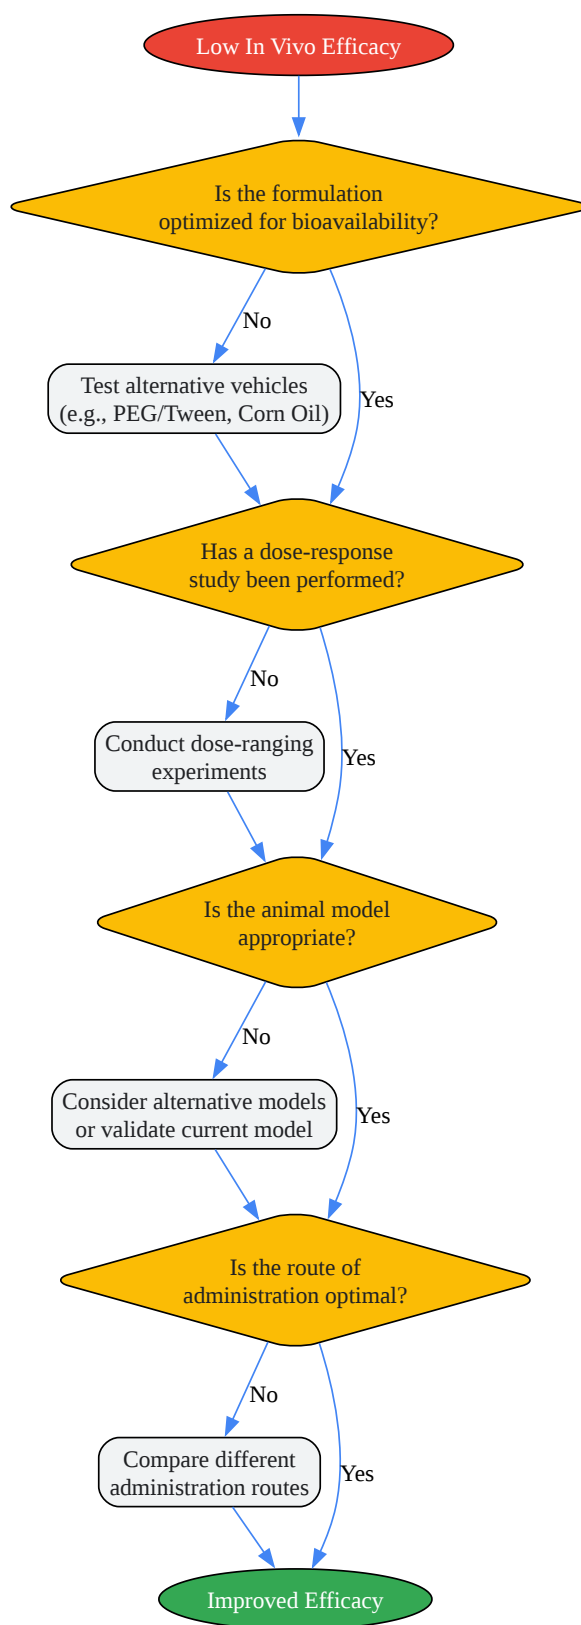 Low In Vivo Efficacy
Is the formulation
optimized for bioavailability?
No
Test alternative vehicles
(e.g., PEG/Tween, Corn Oil)
Yes
Has a dose-response
study been performed?
No
Conduct dose-ranging
experiments
Yes
Is the animal model
appropriate?
No
Consider alternative models
or validate current model
Yes
Is the route of
administration optimal?
No
Compare different
administration routes
Yes
Improved Efficacy